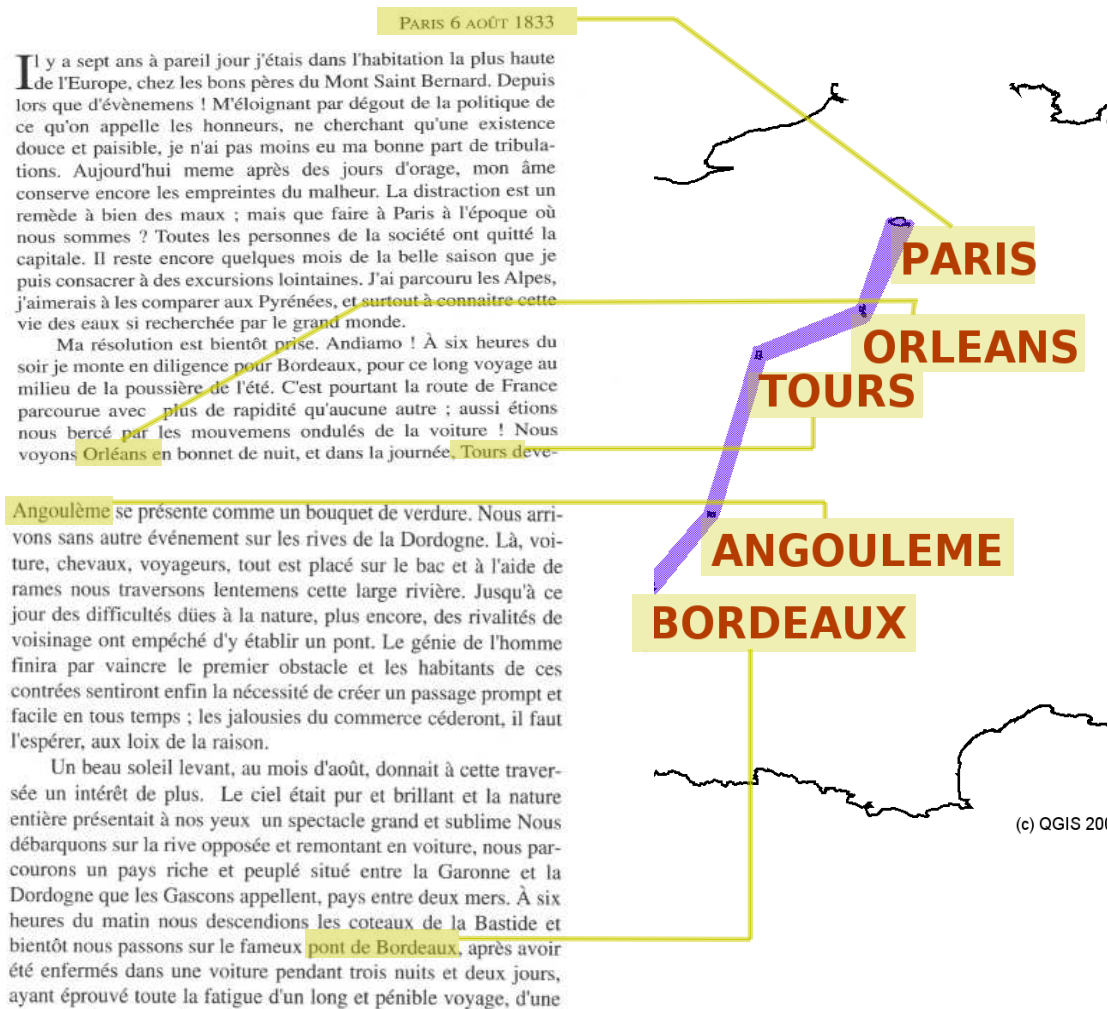 PARIS 6 AOÛT 1833
Il y a sept ans à pareil jour j'étais dans l'habitation la plus haute
de l'Europe, chez les bons pères du Mont Saint Bernard. Depuis
lors que d'évènemens ! M'éloignant par dégout de la politique de
ce qu'on appelle les honneurs, ne cherchant qu'une existence
douce et paisible, je n'ai pas moins eu ma bonne part de tribula-
tions. Aujourd'hui meme après des jours d'orage, mon âme
conserve encore les empreintes du malheur. La distraction est un
remède à bien des maux ; mais que faire à Paris à l'époque où
nous sommes ? Toutes les personnes de la société ont quitté la
capitale. Il reste encore quelques mois de la belle saison que je
puis consacrer à des excursions lointaines. J'ai parcouru les Alpes,
j'aimerais à les comparer aux Pyrénées, et surtout à connaitre cette
vie des eaux si recherchée par le grand monde.
Ma résolution est bientôt prise. Andiamo ! À six heures du
soir je monte en diligence pour Bordeaux, pour ce long voyage au
milieu de la poussière de l'été. C'est pourtant la route de France
parcourue avec plus de rapidité qu'aucune autre ; aussi étions
nous bercé par les mouvemens ondulés de la voiture ! Nous
voyons Orléans en bonnet de nuit, et dans la journée, Tours deve-
Angoulème se présente comme un bouquet de verdure. Nous arri-
vons sans autre événement sur les rives de la Dordogne. Là, voi-
ture, chevaux, voyageurs, tout est placé sur le bac et à l'aide de
rames nous traversons lentemens cette large rivière. Jusqu'à ce
jour des difficultés dües à la nature, plus encore, des rivalités de
voisinage ont empéché d'y établir un pont. Le génie de l'homme
finira par vaincre le premier obstacle et les habitants de ces
contrées sentiront enfin la nécessité de créer un passage prompt et
facile en tous temps ; les jalousies du commerce céderont, il faut
l'espérer, aux loix de la raison.
Un beau soleil levant, au mois d'août, donnait à cette traver-
sée un intérêt de plus. Le ciel était pur et brillant et la nature
entière présentait à nos yeux un spectacle grand et sublime Nous
débarquons sur la rive opposée et remontant en voiture, nous par-
courons un pays riche et peuplé situé entre la Garonne et la
Dordogne que les Gascons appellent, pays entre deux mers. À six
heures du matin nous descendions les coteaux de la Bastide et
bientôt nous passons sur le fameux pont de Bordeaux, après avoir
été enfermés dans une voiture pendant trois nuits et deux jours,
ayant éprouvé toute la fatigue d'un long et pénible voyage, d'une
PARIS
ORLEANS
TOURS
ANGOULEME
BORDEAUX
(c) QGIS 200